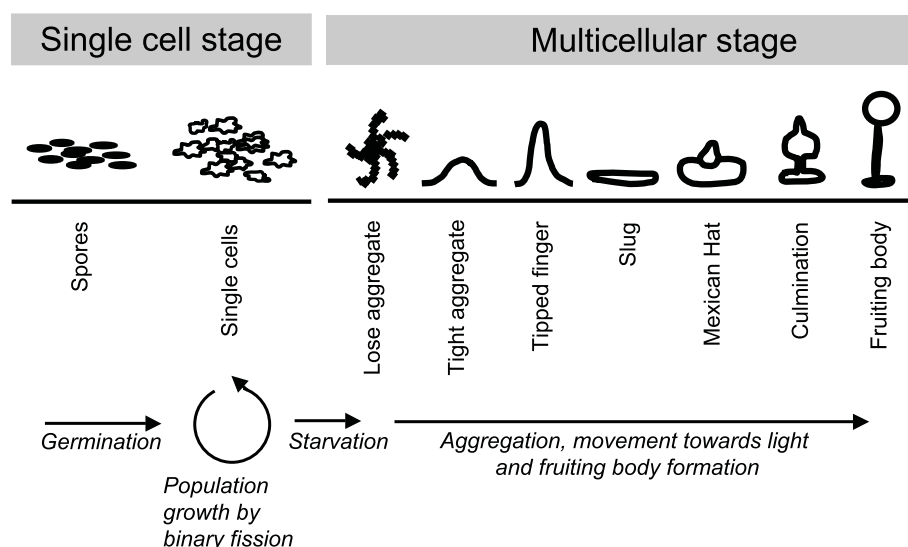 Single cell stage
Multicellular stage
Spores
Single cells
Lose aggregate
Tight aggregate
Tipped finger
Slug
Mexican Hat
Culmination
Fruiting body
Germination
Population
growth by
binary fission
Starvation
Aggregation, movement towards light
and fruiting body formation